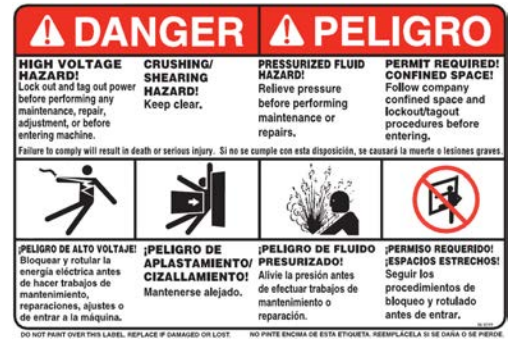 DANGER
PELIGRO
HIGH VOLTAGE
HAZARD!
Lock out and tag out power
before performing any
maintenance, repair,
adjustment, or before
entering machine.
CRUSHING/
SHEARING
HAZARD!
Keep clear.
PRESSURIZED FLUID
HAZARD!
Relieve pressure
before performing
maintenance or
repairs.
PERMIT REQUIRED!
CONFINED SPACE!
Follow company
confined space and
lockout/tagout
procedures before
entering.
Failure to comply will result in death or serious injury. Si no se cumple con esta disposición, se causará la muerte o lesiones graves.
¡PELIGRO DE ALTO VOLTAJE!
Bloquear y rotular la
energía eléctrica antes
de hacer trabajos de
mantenimiento,
reparaciones, ajustes o
de entrar a la máquina.
¡PELIGRO DE
APLASTAMIENTO/
CIZALLAMIENTO!
Mantenerse alejado.
¡PELIGRO DE FLUIDO
PRESURIZADO!
Alivie la presión antes
de efectuar trabajos de
mantenimiento o
reparación.
¡PERMISO REQUERIDO!
¡ESPACIOS ESTRECHOS!
Seguir los
procedimientos de
bloqueo y rotulado
antes de entrar.
DO NOT PAINT OVER THIS LABEL, REPLACE IF DAMAGED OR LOST. NO PINTE ENCIMA DE ESTA ETIQUETA. REEMPLÁCELA SI SE DAÑA O SE PIERDE.